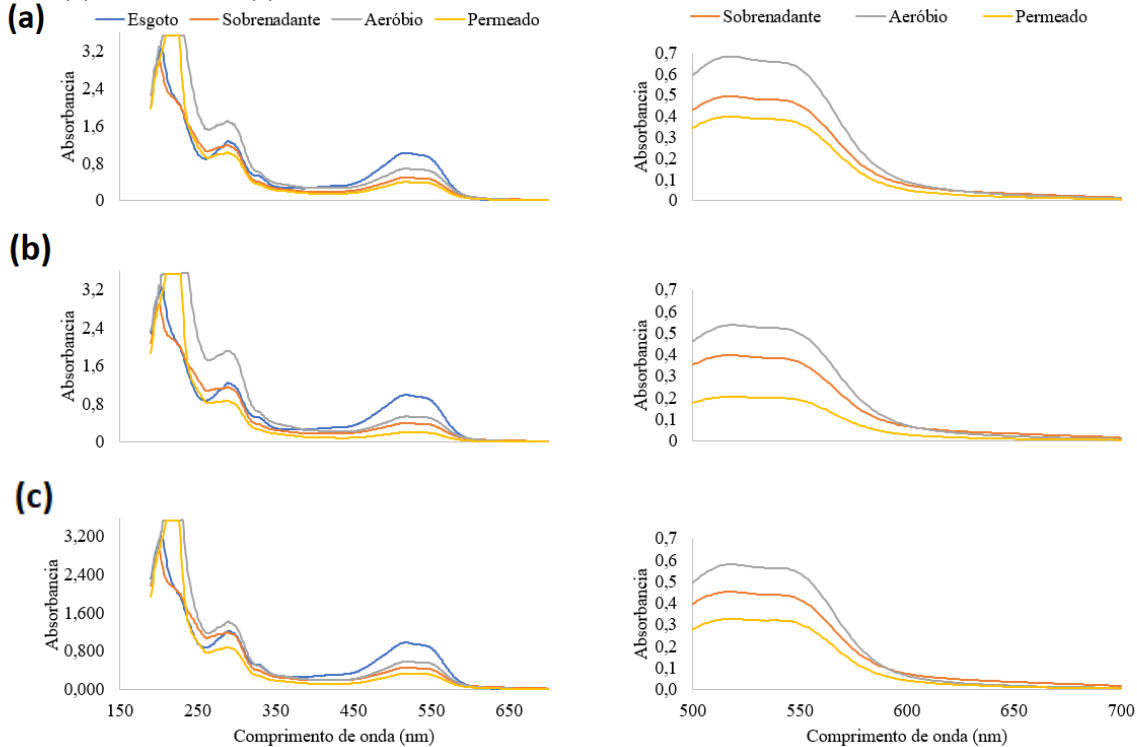 (a)
Esgoto Sobrenadante Aeróbio Permeado
Absorbancia
3,2
2,4
1,6
0,8
0
Sobrenadante Aeróbio Permeado
Absorbância
0,7
0,6
0,5
0,4
0,3
0,2
0,1
0
(b)
Absorbancia
3,2
2,4
1,6
0,8
0
Absorbância
0,7
0,6
0,5
0,4
0,3
0,2
0,1
0
(c)
Absorbancia
3,200
2,400
1,600
0,800
0,000
150 250 350 450 550 650
Comprimento de onda (nm)
Absorbância
0,7
0,6
0,5
0,4
0,3
0,2
0,1
0,0
500 550 600 650 700
Comprimento de onda (nm)